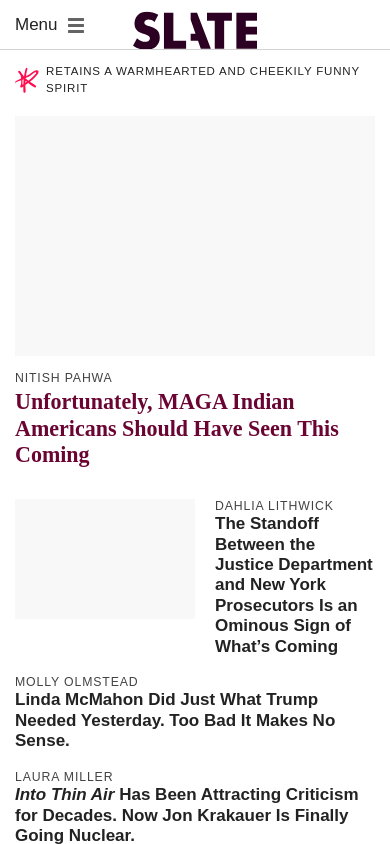 Menu
SLATE
RETAINS A WARMHEARTED AND CHEEKILY FUNNY
SPIRIT
NITISH PAHWA
Unfortunately, MAGA Indian
Americans Should Have Seen This
Coming
DAHLIA LITHWICK
The Standoff
Between the
Justice Department
and New York
Prosecutors Is an
Ominous Sign of
What’s Coming
MOLLY OLMSTEAD
Linda McMahon Did Just What Trump
Needed Yesterday. Too Bad It Makes No
Sense.
LAURA MILLER
Into Thin Air Has Been Attracting Criticism
for Decades. Now Jon Krakauer Is Finally
Going Nuclear.